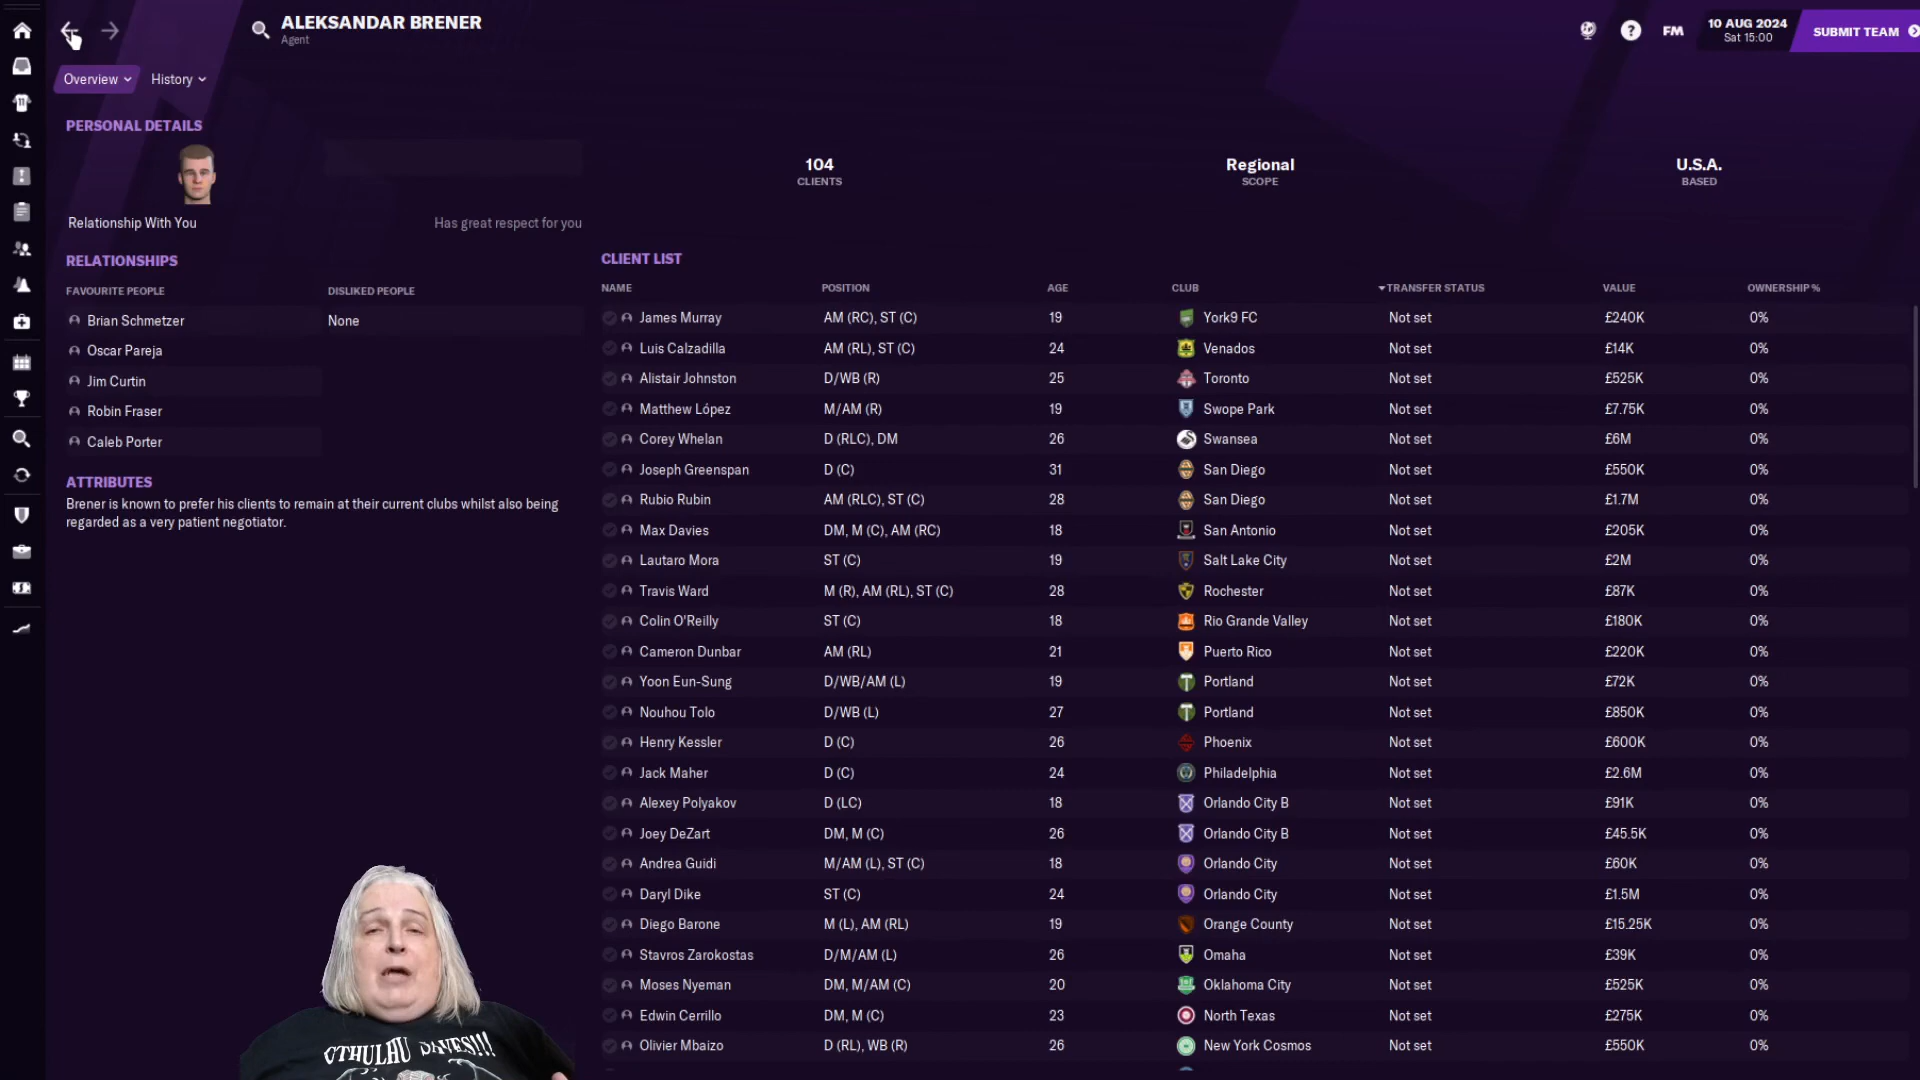 ALEKSANDAR BRENER
Agent
FM
10 AUG 2024
Sat 15:00
SUBMIT TEAM
Overview
History
PERSONAL DETAILS
104
CLIENTS
Regional
SCOPE
U.S.A.
BASED
Relationship With You Has great respect for you
RELATIONSHIPS
FAVOURITE PEOPLE DISLIKED PEOPLE
Brian Schmetzer None
Oscar Pareja
Jim Curtin
Robin Fraser
Caleb Porter
ATTRIBUTES
Brener is known to prefer his clients to remain at their current clubs whilst also being
regarded as a very patient negotiator.
CLIENT LIST
NAME POSITION AGE CLUB TRANSFER STATUS VALUE OWNERSHIP %
James Murray AM (RC), ST (C) 19 York9 FC Not set £240K 0%
Luis Calzadilla AM (RL), ST (C) 24 Venados Not set £14K 0%
Alistair Johnston D/WB (R) 25 Toronto Not set £525K 0%
Matthew López M/AM (R) 19 Swope Park Not set £7.75K 0%
Corey Whelan D (RLC), DM 26 Swansea Not set £6M 0%
Joseph Greenspan D (C) 31 San Diego Not set £550K 0%
Rubio Rubin AM (RLC), ST (C) 28 San Diego Not set £1.7M 0%
Max Davies DM, M (C), AM (RC) 18 San Antonio Not set £205K 0%
Lautaro Mora ST (C) 19 Salt Lake City Not set £2M 0%
Travis Ward M (R), AM (RL), ST (C) 28 Rochester Not set £87K 0%
Colin O'Reilly ST (C) 18 Rio Grande Valley Not set £180K 0%
Cameron Dunbar AM (RL) 21 Puerto Rico Not set £220K 0%
Yoon Eun-Sung D/WB/AM (L) 19 Portland Not set £72K 0%
Nouhou Tolo D/WB (L) 27 Portland Not set £850K 0%
Henry Kessler D (C) 26 Phoenix Not set £600K 0%
Jack Maher D (C) 24 Philadelphia Not set £2.6M 0%
Alexey Polyakov D (LC) 18 Orlando City B Not set £91K 0%
Joey DeZart DM, M (C) 26 Orlando City B Not set £45.5K 0%
Andrea Guidi M/AM (L), ST (C) 18 Orlando City Not set £60K 0%
Daryl Dike ST (C) 24 Orlando City Not set £1.5M 0%
Diego Barone M (L), AM (RL) 19 Orange County Not set £15.25K 0%
Stavros Zarokostas D/M/AM (L) 26 Omaha Not set £39K 0%
Moses Nyeman DM, M/AM (C) 20 Oklahoma City Not set £525K 0%
Edwin Cerrillo DM, M (C) 23 North Texas Not set £275K 0%
Olivier Mbaizo D (RL), WB (R) 26 New York Cosmos Not set £550K 0%
CTHULHU SAVES!!!